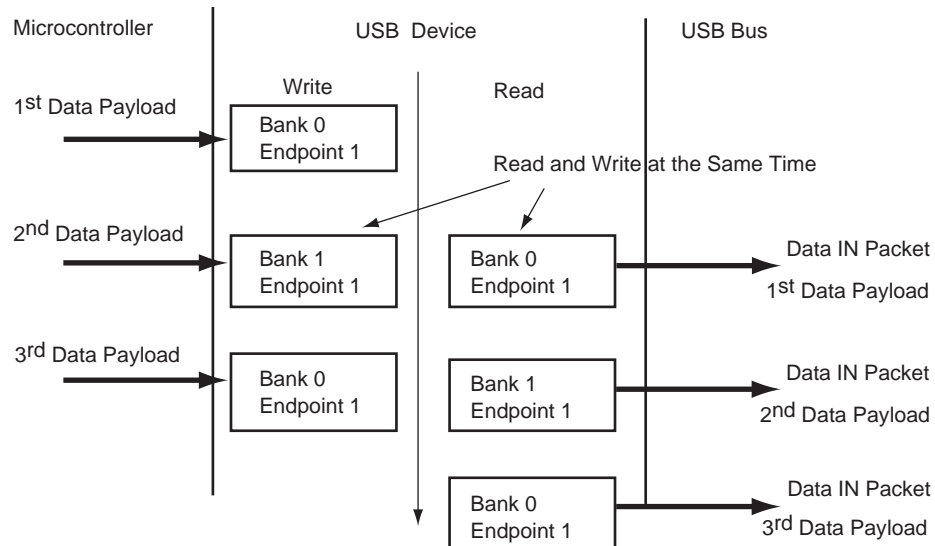 Microcontroller
USB Device
USB Bus
Write
Read
1st Data Payload
Bank 0
Endpoint 1
Read and Write at the Same Time
2nd Data Payload
Bank 1
Endpoint 1
Bank 0
Endpoint 1
Data IN Packet
1st Data Payload
3rd Data Payload
Bank 0
Endpoint 1
Bank 1
Endpoint 1
Data IN Packet
2nd Data Payload
Bank 0
Endpoint 1
Data IN Packet
3rd Data Payload